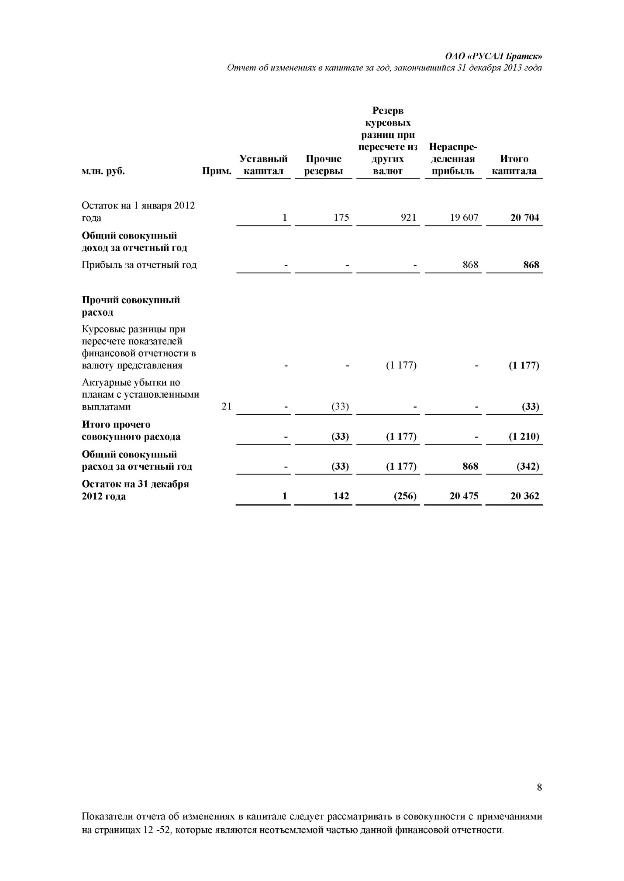 ОАО «РУСАЛ Братск»
Отчет об изменениях в капитале за год, закончившийся 31 декабря 2013 года
млн. руб. Прим. Уставный капитал Прочие резервы Резерв курсовых разниц при пересчете из других валют Нераспре-деленная прибыль Итого капитала
Остаток на 1 января 2012
года 1 175 921 19 607 20 704
Общий совокупный
доход за отчетный год
Прибыль за отчетный год - - - 868 868
Прочий совокупный
расход
Курсовые разницы при
пересчете показателей
финансовой отчетности в
валюту представления - - (1 177) - (1 177)
Актуарные убытки по
планам с установленными
выплатами 21 - (33) - - (33)
Итого прочего
совокупного расхода - (33) (1 177) - (1 210)
Общий совокупный
расход за отчетный год - (33) (1 177) 868 (342)
Остаток на 31 декабря
2012 года 1 142 (256) 20 475 20 362
8
Показатели отчета об изменениях в капитале следует рассматривать в совокупности с примечаниями
на страницах 12 -52, которые являются неотъемлемой частью данной финансовой отчетности.